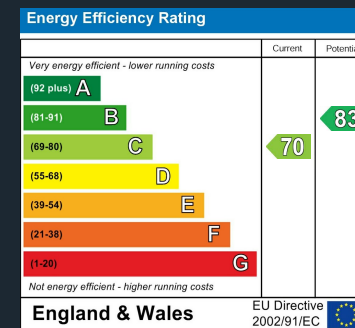 Energy Efficiency Rating
Current
Very energy efficient - lower running costs
(92 plus) A
(81-91) B
83
(69-80) C
70
(55-68) D
(39-54) E
(21-38) F
(1-20) G
Not energy efficient - higher running costs
England & Wales
EU Directive
2002/91/EC